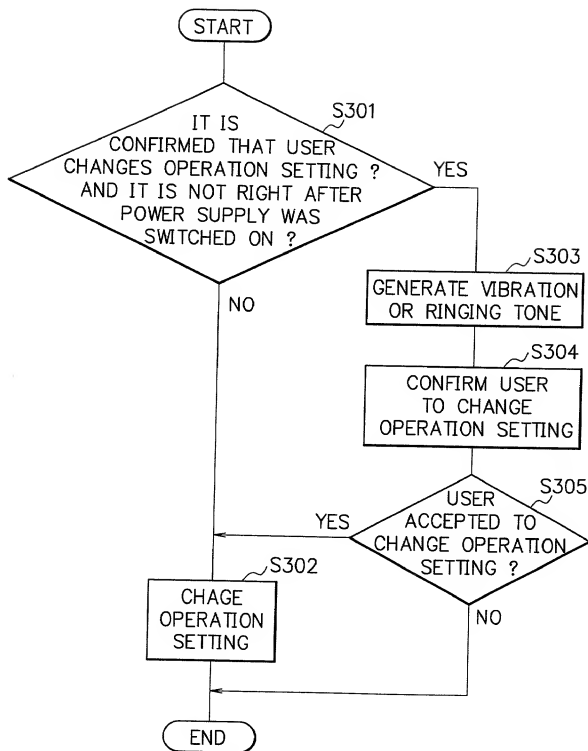 START
S301
IT IS
CONFIRMED THAT USER
CHANGES OPERATION SETTING ?
AND IT IS NOT RIGHT AFTER
POWER SUPPLY WAS
SWITCHED ON ?
YES
NO
S303
GENERATE VIBRATION
OR RINGING TONE
S304
CONFIRM USER
TO CHANGE
OPERATION SETTING
S305
USER
ACCEPTED TO
CHANGE OPERATION
SETTING ?
YES
NO
S302
CHAGE
OPERATION
SETTING
END